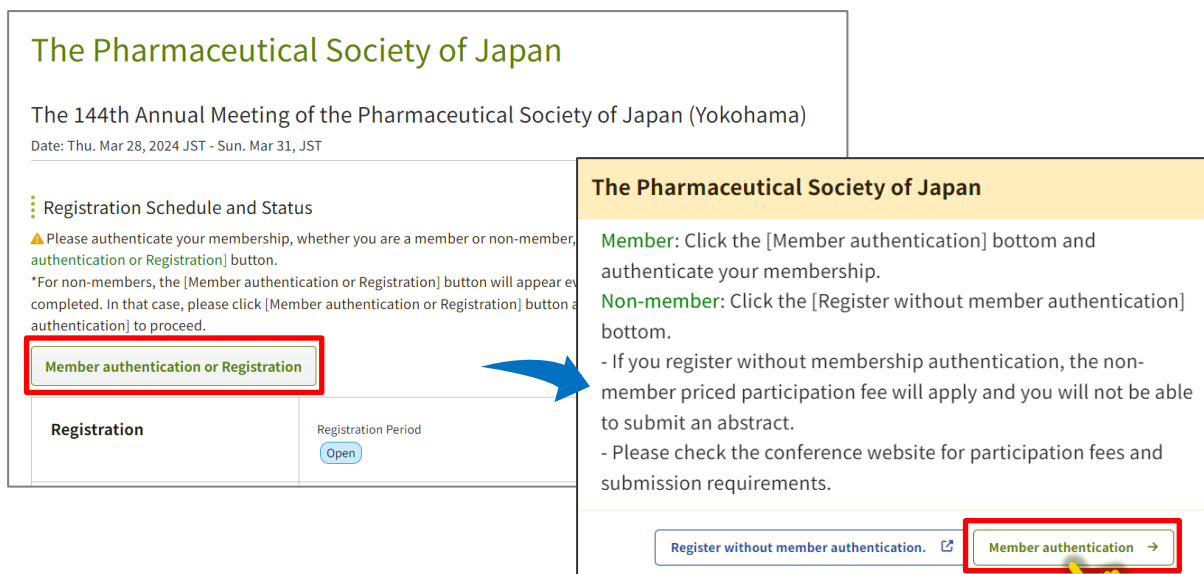 The Pharmaceutical Society of Japan
The 144th Annual Meeting of the Pharmaceutical Society of Japan (Yokohama)
Date: Thu. Mar 28, 2024 JST - Sun. Mar 31, JST
Registration Schedule and Status
Please authenticate your membership, whether you are a member or non-member,
authentication or Registration] button.
*For non-members, the [Member authentication or Registration] button will appear
completed. In that case, please click [Member authentication or Registration] button
authentication] to proceed.
Member authentication or Registration
Registration
Registration Period
Open
The Pharmaceutical Society of Japan
Member: Click the [Member authentication] bottom and
authenticate your membership.
Non-member: Click the [Register without member authentication]
bottom.
- If you register without membership authentication, the non-
member priced participation fee will apply and you will not be able
to submit an abstract.
- Please check the conference website for participation fees and
submission requirements.
Register without member authentication.
Member authentication →